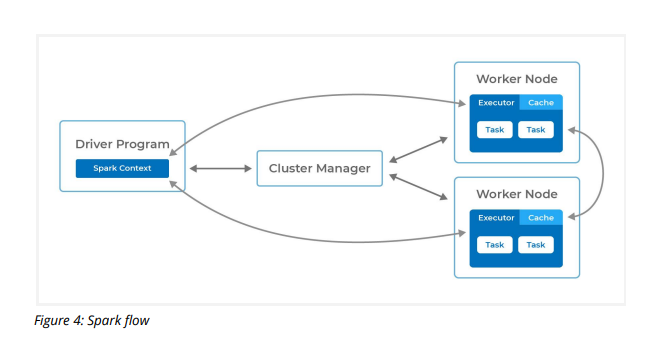 Driver Program
Spark Context
Cluster Manager
Worker Node
Executor Cache
Task Task
Worker Node
Executor Cache
Task Task
Figure 4: Spark flow